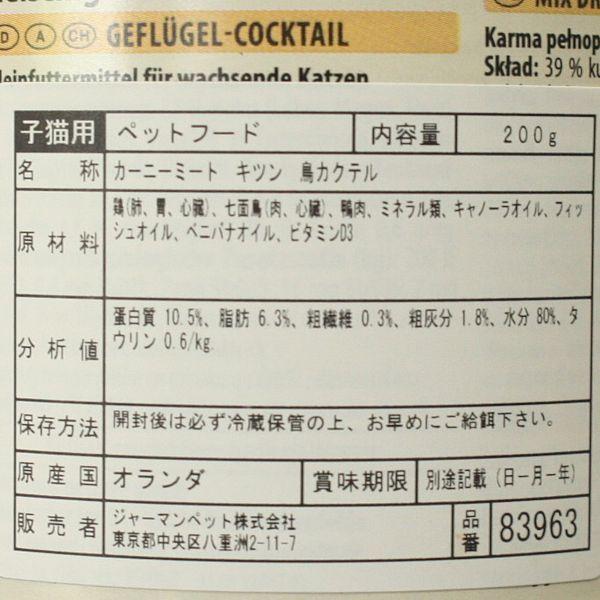 D A CH GEFLÜGEL-COCKTAIL
MIX DR
für wachsende Katzen
Karma pełnop
Skład: 39 % ku
子猫用 ペットフード 内容量 200g
名称 カーニーミート キツン 鳥カクテル
原材料 鶏(肺、胃、心臓)、七面鳥(肉、心臓)、鴨肉、ミネラル類、キャノーラオイル、フィッ
シュオイル、ベニバナオイル、ビタミンD3
分析値 蛋白質 10.5%、脂肪 6.3%、粗繊維 0.3%、粗灰分 1.8%、水分 80%、タ
ウリン 0.6/kg
保存方法 開封後は必ず冷蔵保管の上、お早めにご給餌下さい。
原産国 オランダ 賞味期限 別途記載(日ー月ー年)
販売者 ジャーマンペット株式会社 品番 83963
東京都中央区八重洲2-11-7